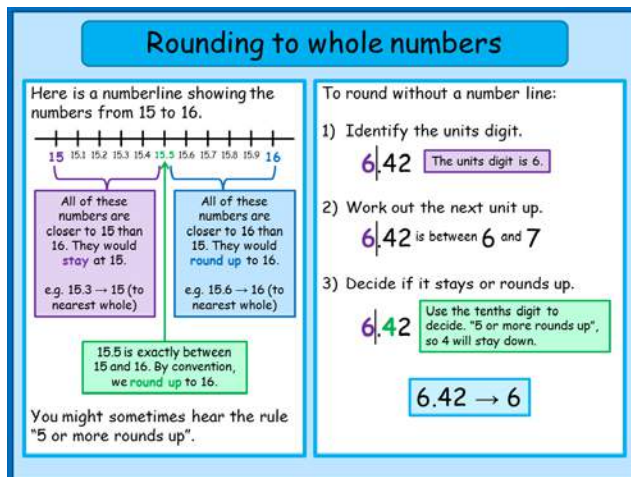 Rounding to whole numbers
Here is a numberline showing the
numbers from 15 to 16.
15 15.1 15.2 15.3 15.4 15.5 15.6 15.7 15.8 15.9 16
All of these
numbers are
closer to 15 than
16. They would
stay at 15.
e.g. 15.3 → 15 (to
nearest whole)
All of these
numbers are
closer to 16 than
15. They would
round up to 16.
e.g. 15.6 → 16 (to
nearest whole)
15.5 is exactly between
15 and 16. By convention,
we round up to 16.
You might sometimes hear the rule
“5 or more rounds up”.
To round without a number line:
1) Identify the units digit.
6.42 The units digit is 6.
2) Work out the next unit up.
6.42 is between 6 and 7
3) Decide if it stays or rounds up.
6.42
Use the tenths digit to
decide. “5 or more rounds up”,
so 4 will stay down.
6.42 → 6